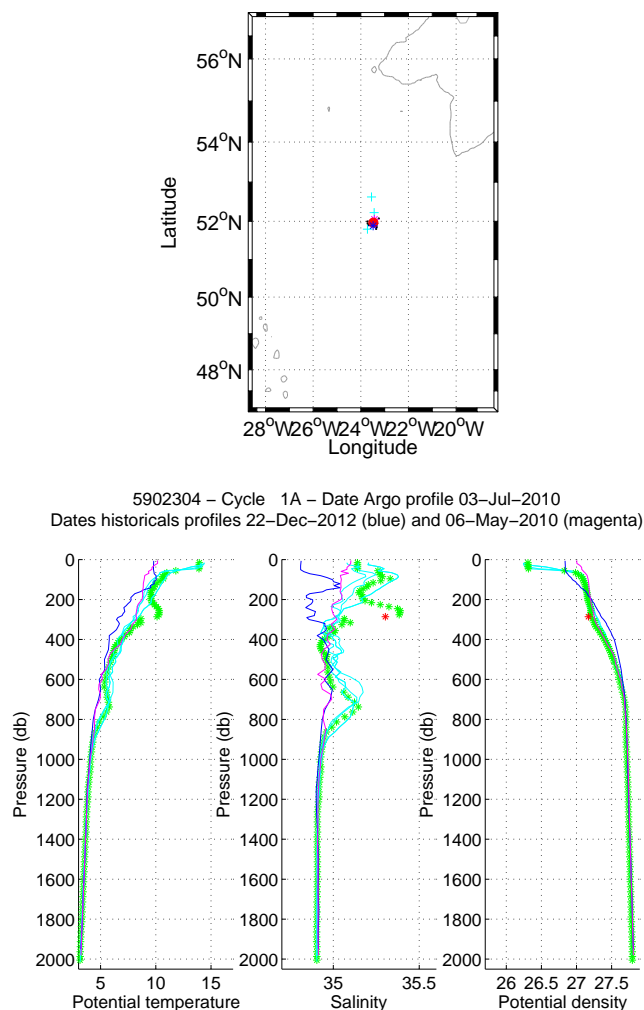 56°N
54°N
52°N
50°N
48°N
Latitude
28°W 26°W 24°W 22°W 20°W
Longitude
5902304 − Cycle 1A − Date Argo profile 03−Jul−2010
Dates historicals profiles 22−Dec−2012 (blue) and 06−May−2010 (magenta)
0
200
400
600
800
1000
1200
1400
1600
1800
2000
Pressure (db)
5 10 15
Potential temperature
0
200
400
600
800
1000
1200
1400
1600
1800
2000
Pressure (db)
35 35.5
Salinity
0
200
400
600
800
1000
1200
1400
1600
1800
2000
Pressure (db)
26 26.5 27 27.5
Potential density